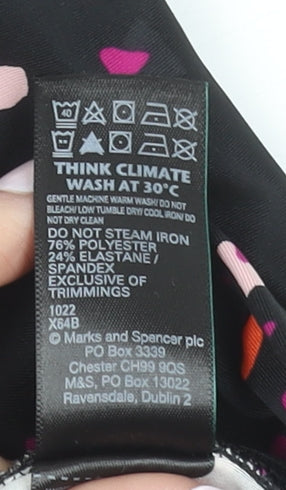 40
THINK CLIMATE
WASH AT 30°C
GENTLE MACHINE WARM WASH/ DO NOT
BLEACH/ LOW TUMBLE DRY/ COOL IRON/ DO
NOT DRY CLEAN
DO NOT STEAM IRON
76% POLYESTER
24% ELASTANE /
SPANDEX
EXCLUSIVE OF
TRIMMINGS
1022
X64B
© Marks and Spencer plc
PO Box 3339
Chester CH99 9QS
M&S, PO Box 13022
Ravensdale, Dublin 2